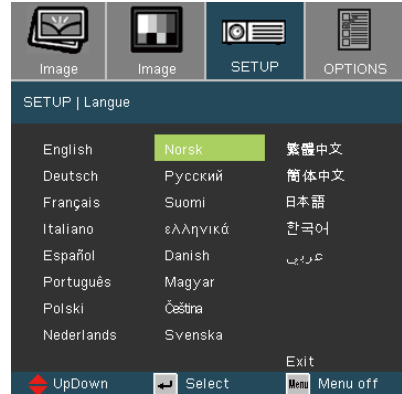 Image Image SETUP OPTIONS
SETUP | Langue
English Norsk 繁體中文
Deutsch Русский 简体中文
Français Suomi 日本語
Italiano ελληνικά 한국어
Español Danish عربي
Português Magyar
Polski Čeština
Nederlands Svenska
Exit
UpDown Select Menu Menu off